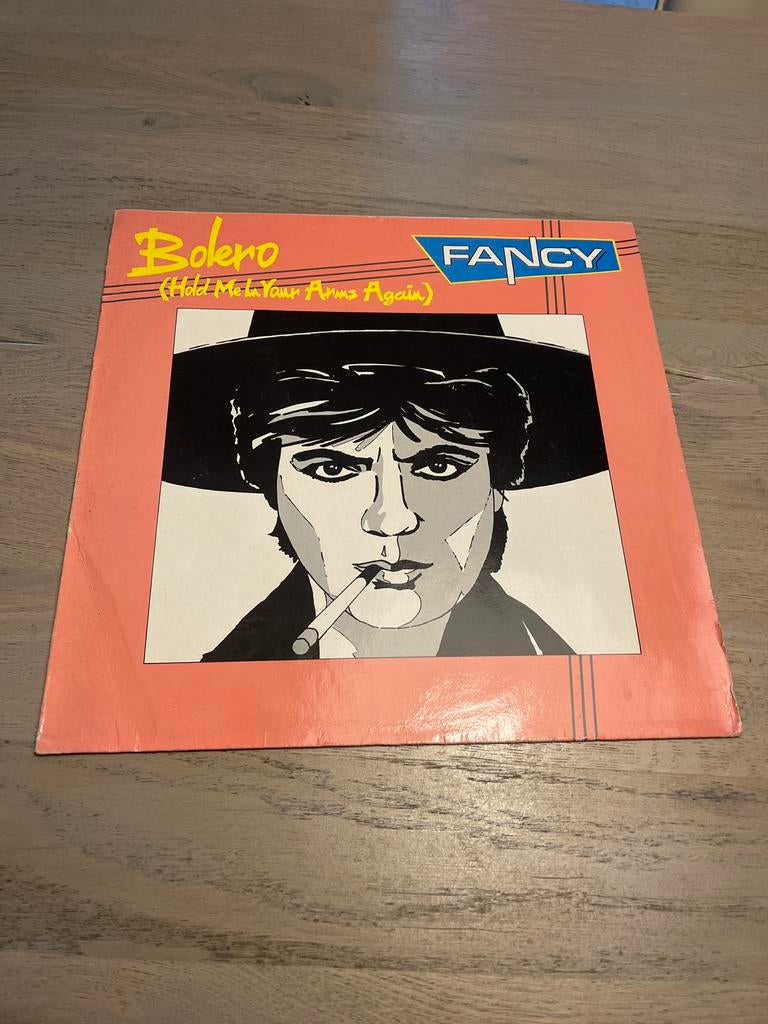 Bolero
(Hold Me In Your Arms Again)
FANCY